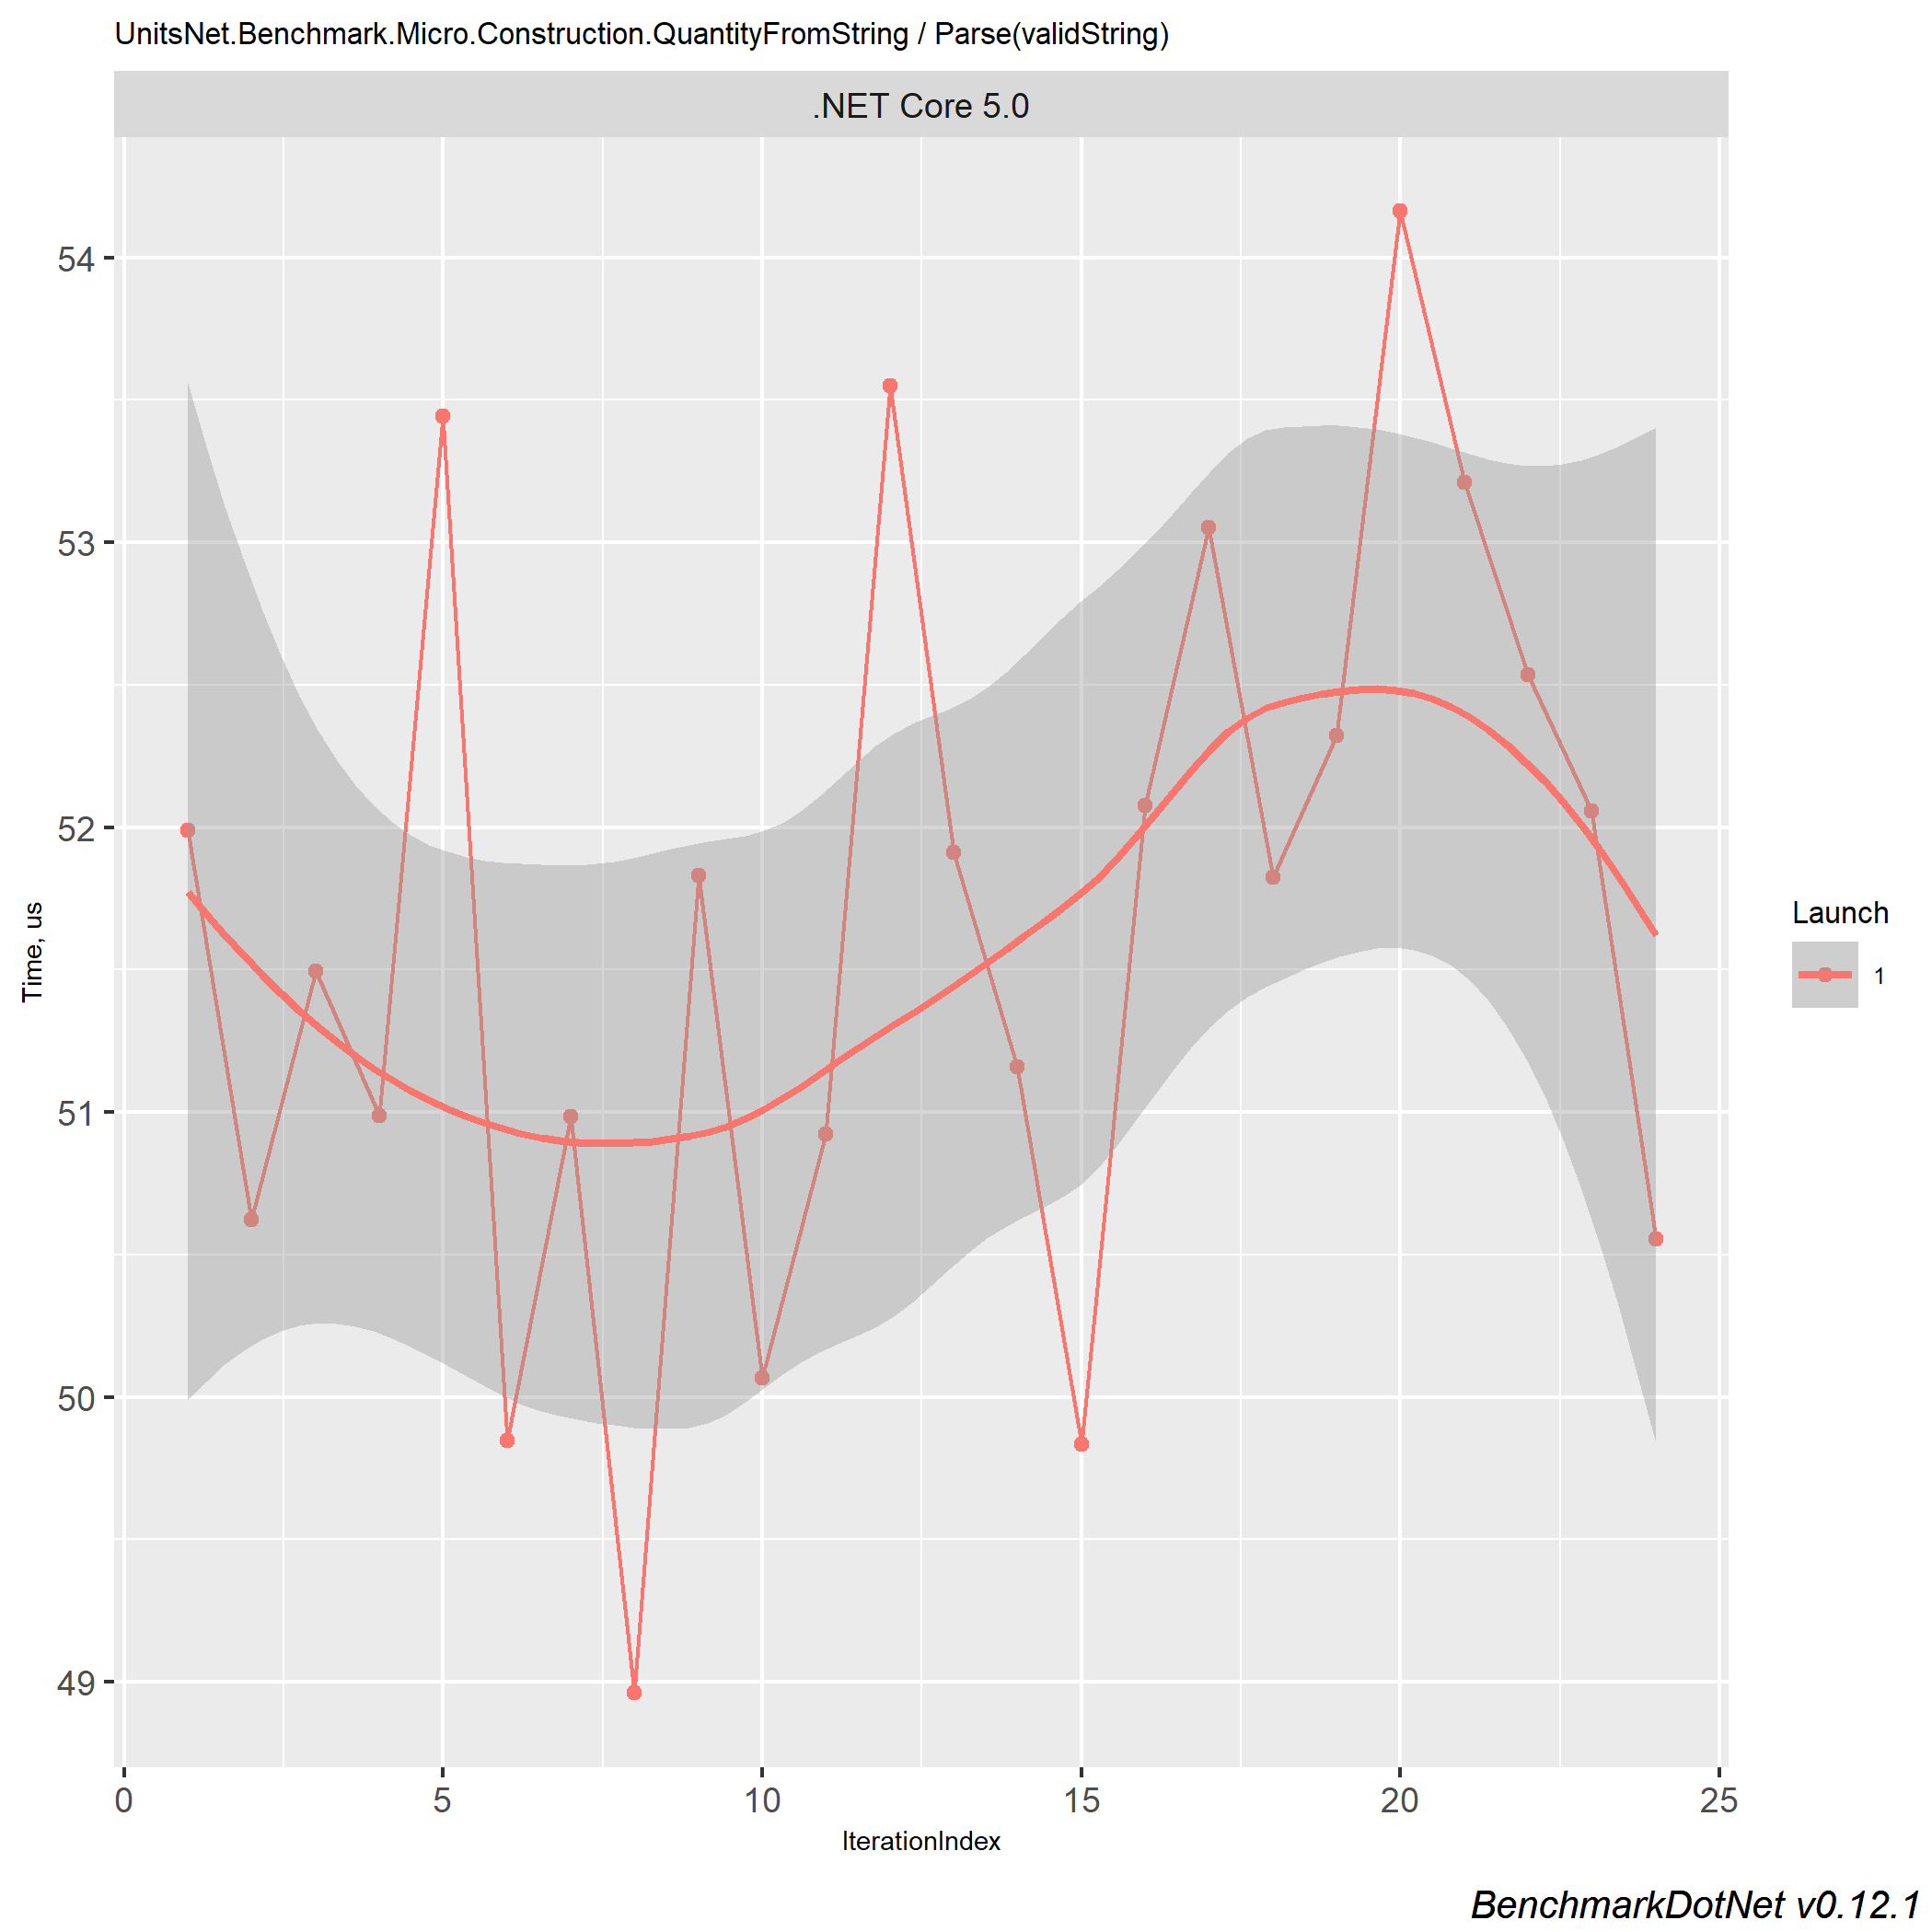 UnitsNet.Benchmark.Micro.Construction.QuantityFromString / Parse(validString)
.NET Core 5.0
54
53
52
51
50
49
Time, us
0 5 10 15 20 25
IterationIndex
Launch
1
BenchmarkDotNet v0.12.1